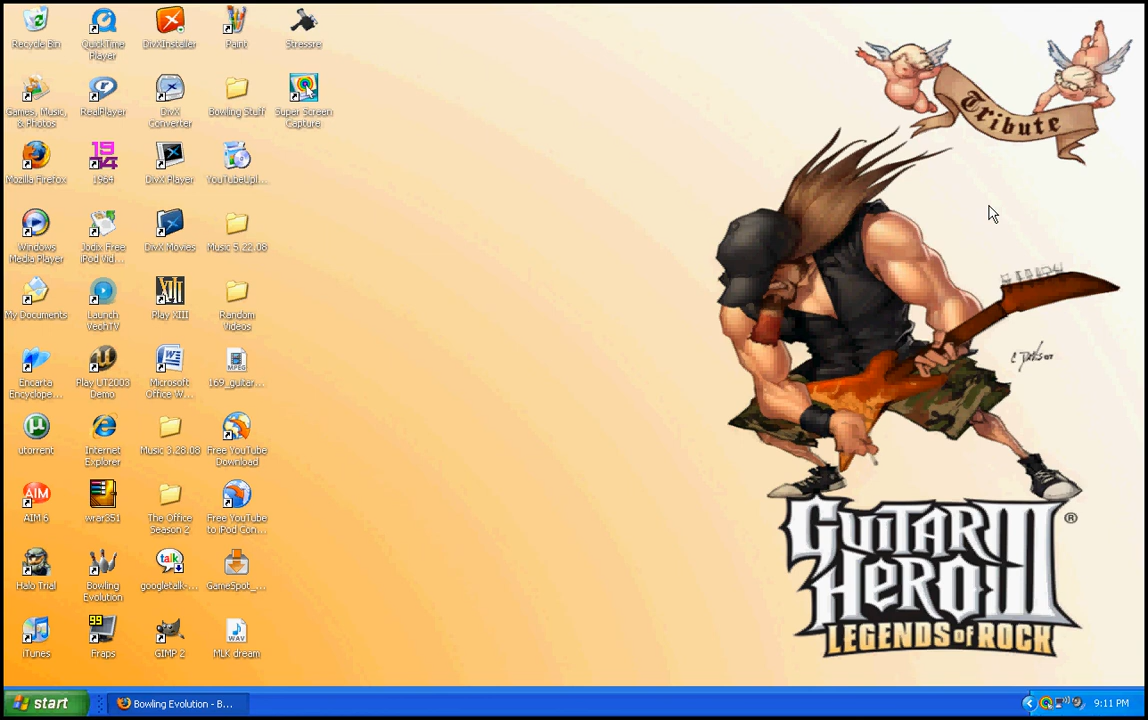 Recycle Bin
QuickTime
Player
DivXInstaller
Paint
Stressre
Games, Music,
& Photos
RealPlayer
DivX
Converter
Bowling Stuff
Super Screen
Capture
Mozilla Firefox
1964
DivX Player
YouTubeUpl...
Windows
Media Player
Jodix Free
iPod Vid...
DivX Movies
Music 5.22.08
My Documents
Launch
VeohTV
Play XIII
Random
Videos
Encarta
Encyclope...
Play UT2003
Demo
Microsoft
Office W...
169_guitar...
utorrent
Internet
Explorer
Music 3.28.08
Free YouTube
Download
AIM 6
wrar351
The Office
Season 2
Free YouTube
to iPod Con...
Halo Trial
Bowling
Evolution
googletalk-...
GameSpot_...
iTunes
Fraps
GIMP 2
MLK dream
Tribute
GUITAR III
HERO
LEGENDS OF ROCK
®
start
Bowling Evolution - B...
9:11 PM